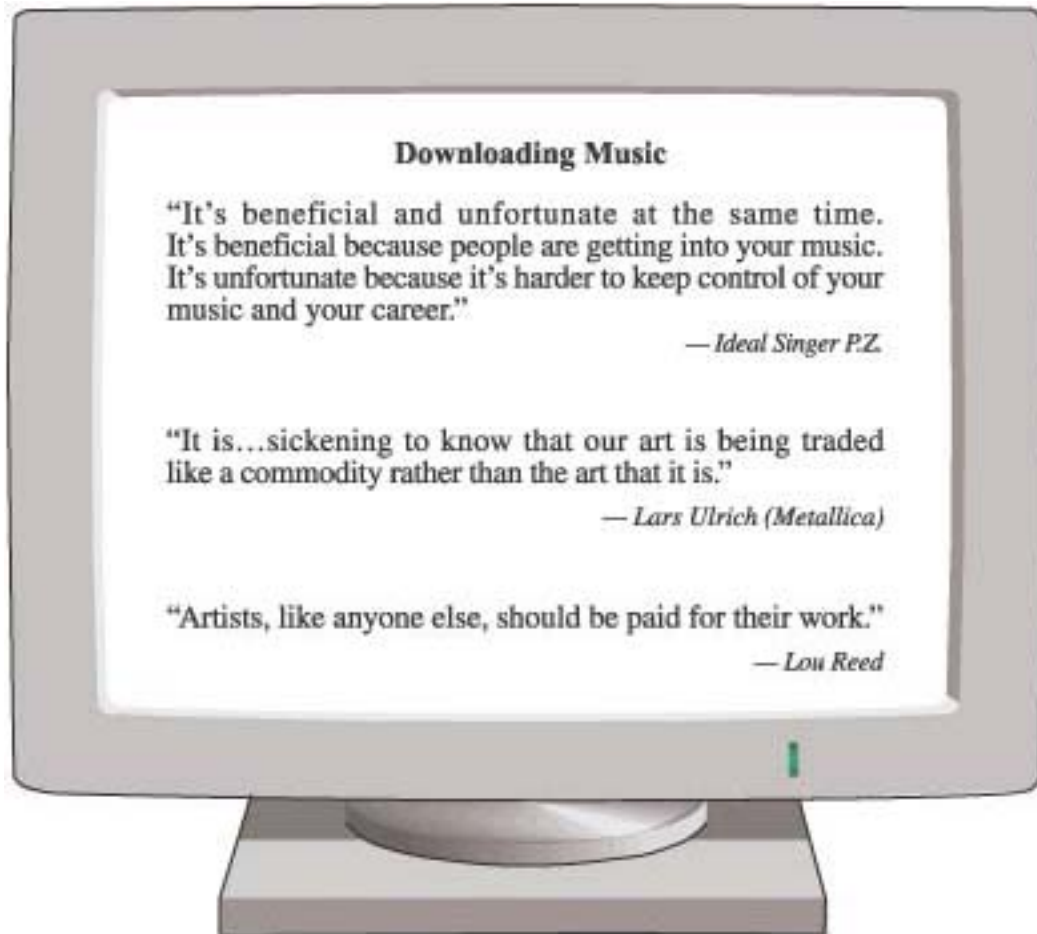 Downloading Music
“It’s beneficial and unfortunate at the same time.
It’s beneficial because people are getting into your music.
It’s unfortunate because it’s harder to keep control of your
music and your career.”
— Ideal Singer P.Z.
“It is…sickening to know that our art is being traded
like a commodity rather than the art that it is.”
— Lars Ulrich (Metallica)
“Artists, like anyone else, should be paid for their work.”
— Lou Reed